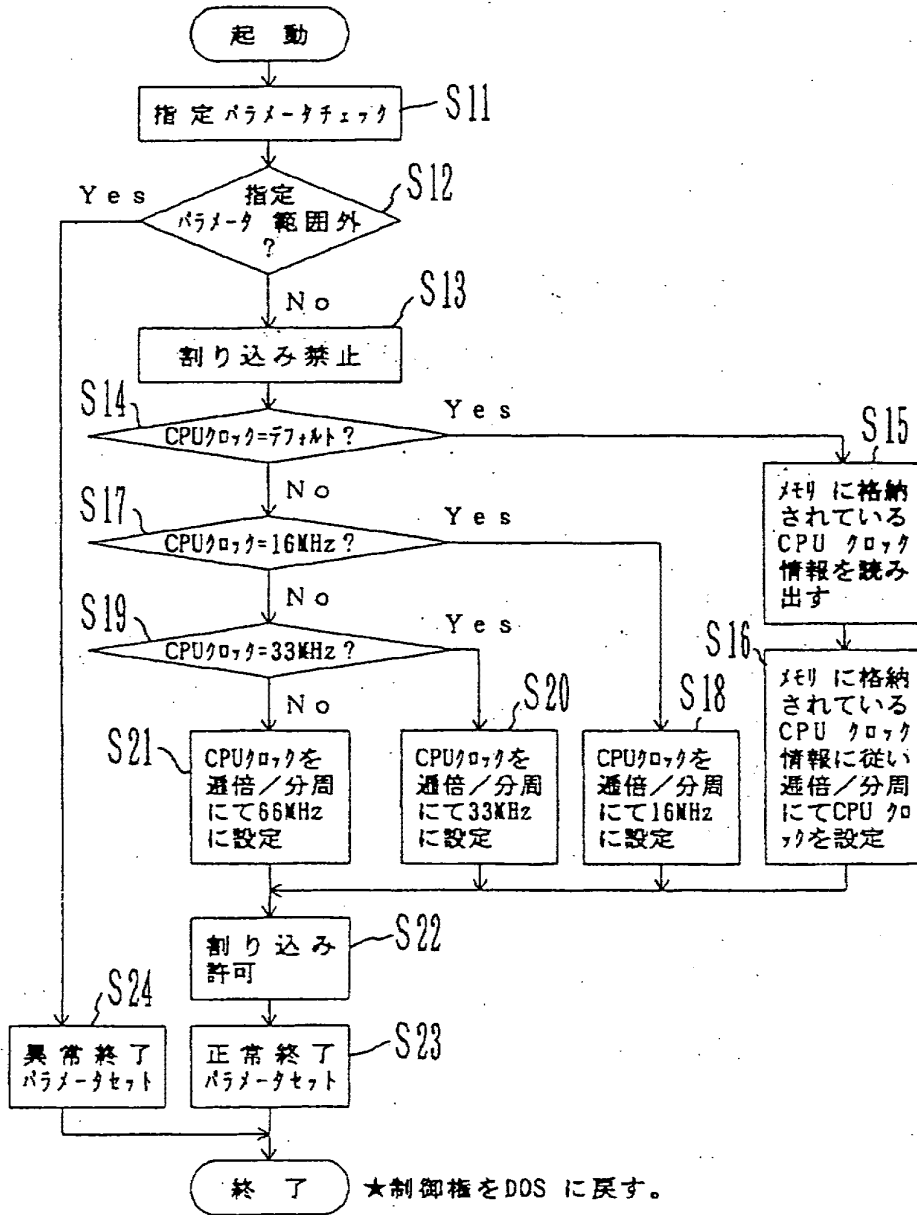 起動
指定パラメータチェック
S11
Yes
指定
パラメータ 範囲外
?
S12
No
割り込み禁止
S13
S14
CPUクロック=デフォルト?
Yes
No
S15
メモリに格納
されている
CPU クロック
情報を読み
出す
S17
CPUクロック=16MHz?
Yes
No
S19
CPUクロック=33MHz?
Yes
No
S16
メモリに格納
されている
CPU クロック
情報に従い
逓倍/分周
にてCPU クロ
ックを設定
S21
CPUクロックを
逓倍/分周
にて66MHz
に設定
S20
CPUクロックを
逓倍/分周
にて33MHz
に設定
S18
CPUクロックを
逓倍/分周
にて16MHz
に設定
割り込み
許可
S22
S24
異常終了
パラメータセット
正常終了
パラメータセット
S23
終了
★制御権をDOS に戻す。